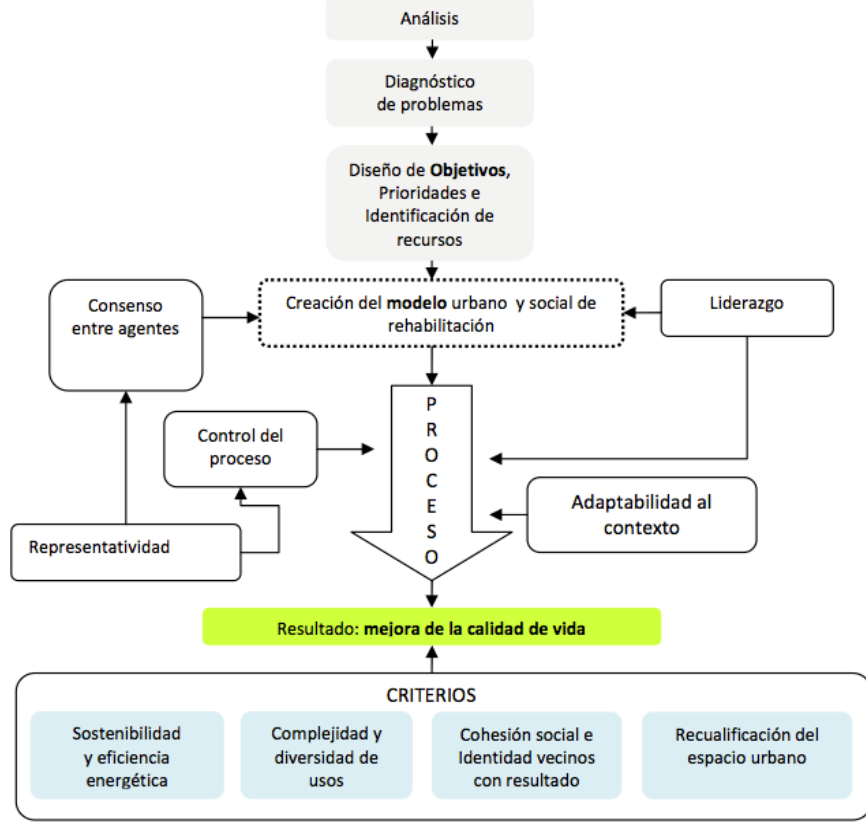 Análisis
Diagnóstico
de problemas
Diseño de Objetivos,
Prioridades e
Identificación de
recursos
Consenso
entre agentes
Creación del modelo urbano y social de
rehabilitación
Liderazgo
PROCESO
Control del
proceso
Adaptabilidad al
contexto
Representatividad
Resultado: mejora de la calidad de vida
CRITERIOS
Sostenibilidad
y eficiencia
energética
Complejidad y
diversidad de
usos
Cohesión social e
Identidad vecinos
con resultado
Recualificación del
espacio urbano